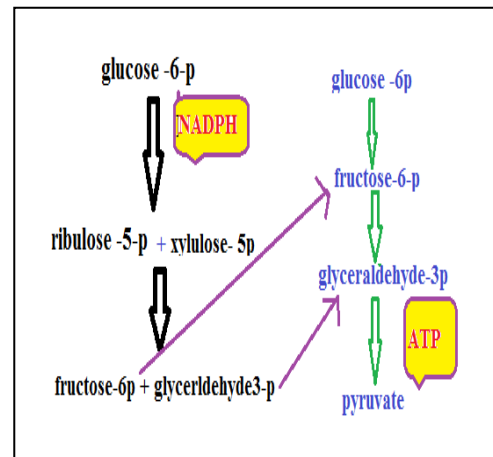 glucose -6-p
NADPH
ribulose -5-p + xylulose- 5p
fructose-6p + glycerldehyde3-p
glucose -6p
fructose-6-p
glyceraldehyde-3p
ATP
pyruvate